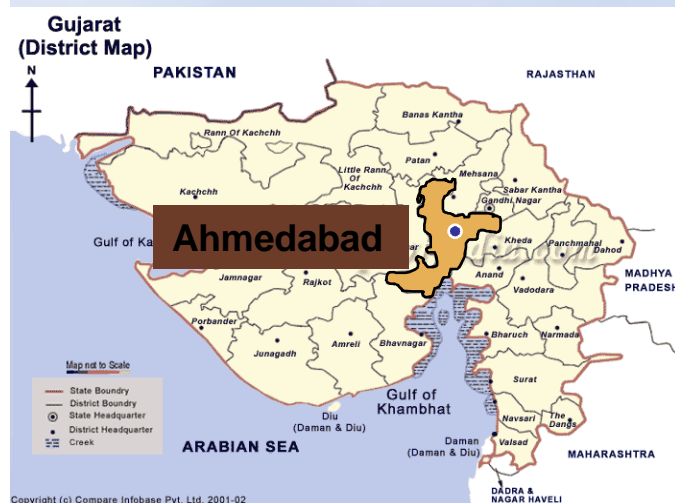 Gujarat
(District Map)
N
PAKISTAN
RAJASTHAN
Banas Kantha
Rann Of Kachchh
Patan
Mehsana
Little Rann
Of
Kachchh
Sabar Kantha
Gandhi Nagar
Kachchh
Ahmedabad
Gulf of Ka
ar
Kheda
Panchmahal
Dahod
.com
Jamnagar
Rajkot
Anand
Vadodara
MADHYA
PRADESH
Porbander
Junagadh
Amreli
Bhavnagar
Bharuch
Narmada
Map not to Scale
State Boundry
District Boundry
State Headquarter
District Headquarter
Creek
Surat
Gulf of
Khambhat
Diu
(Daman & Diu)
Navsari
The
Dangs
Valsad
Daman
(Daman & Diu)
ARABIAN SEA
MAHARASHTRA
DADRA &
NAGAR HAVELI
Copyright (c) Compare Infobase Pvt. Ltd. 2001-02